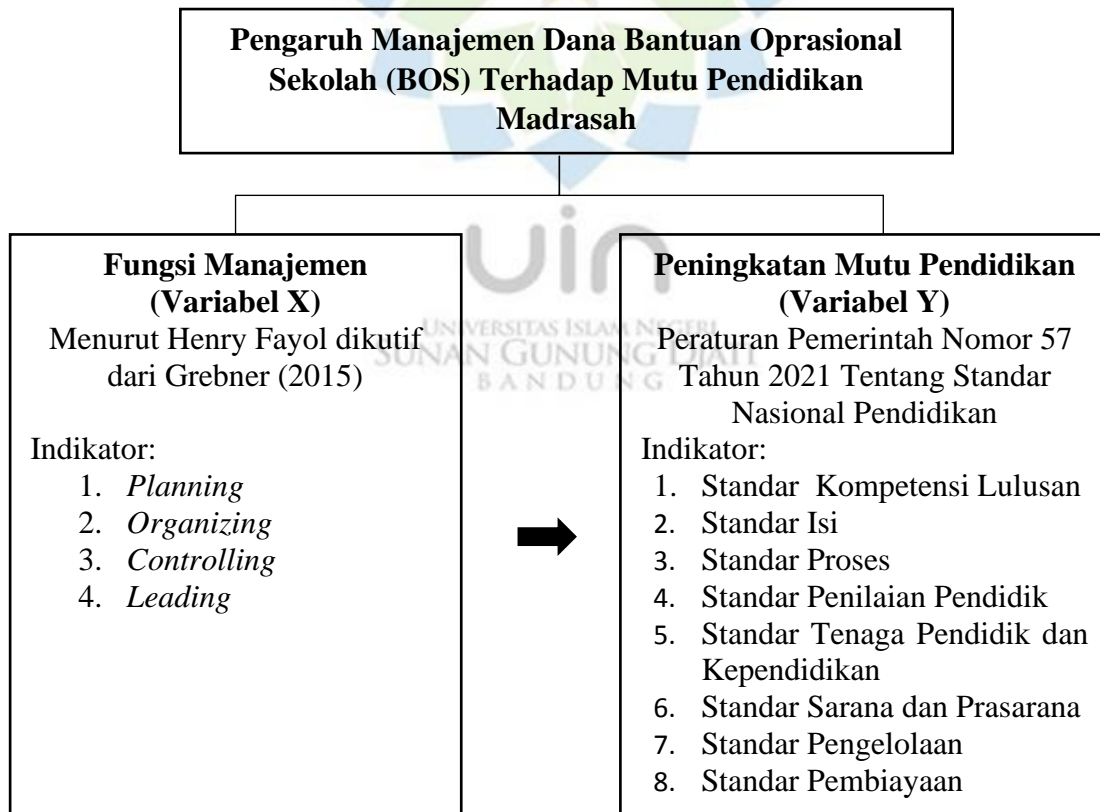 Pengaruh Manajemen Dana Bantuan Oprasional
Sekolah (BOS) Terhadap Mutu Pendidikan
Madrasah
uin
UNIVERSITAS ISLAM NEGERI
SUNAN GUNUNG DJATI
BANDUNG
Fungsi Manajemen
(Variabel X)
Menurut Henry Fayol dikutif
dari Grebner (2015)
Indikator:
1. Planning
2. Organizing
3. Controlling
4. Leading
Peningkatan Mutu Pendidikan
(Variabel Y)
Peraturan Pemerintah Nomor 57
Tahun 2021 Tentang Standar
Nasional Pendidikan
Indikator:
1. Standar Kompetensi Lulusan
2. Standar Isi
3. Standar Proses
4. Standar Penilaian Pendidik
5. Standar Tenaga Pendidik dan
Kependidikan
6. Standar Sarana dan Prasarana
7. Standar Pengelolaan
8. Standar Pembiayaan